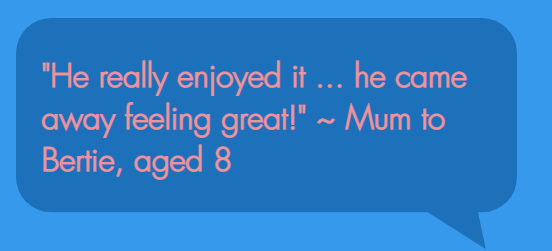 "He really enjoyed it ... he came
away feeling great!" ~ Mum to
Bertie, aged 8